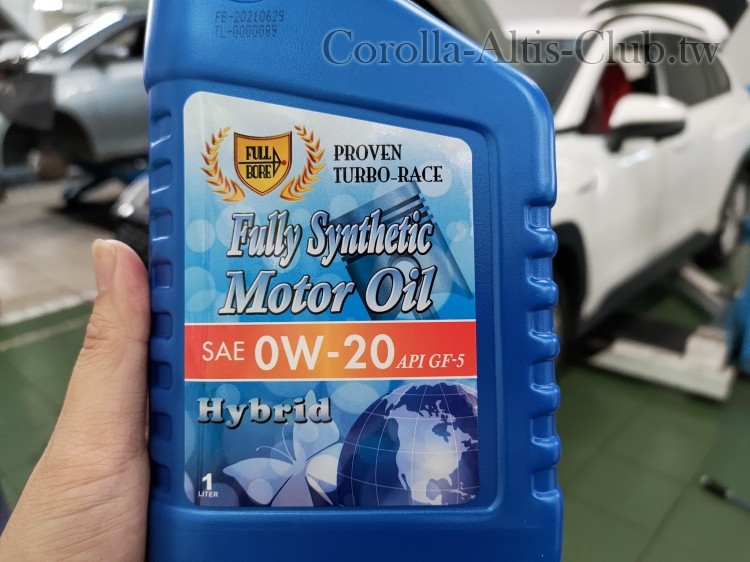 FB-20210629
TL-0000089
Corolla-Altis-Club.tw
FULL
BORE
PROVEN
TURBO-RACE
Fully Synthetic
Motor Oil
SAE 0W-20 API GF-5
Hybrid
1
LITER